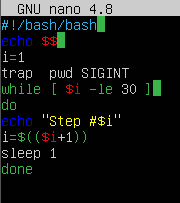 GNU nano 4.8
#!/bash/bash
echo $$
i=1
trap  pwd SIGINT
while [ $i -le 30 ]
do
echo "Step #$i"
i=$(($i+1))
sleep 1
done